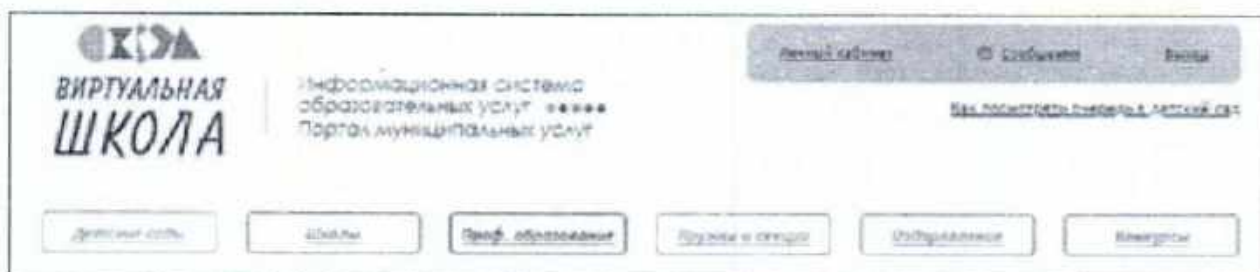 Личный кабинет Сообщения Выход
ВИРТУАЛЬНАЯ
ШКОЛА
Информационная система
образовательных услуг
Портал муниципальных услуг
Как посмотреть очередь в детский сад
Детские сады Школы Проф. образование Кружки и секции Оздоровление Конкурсы